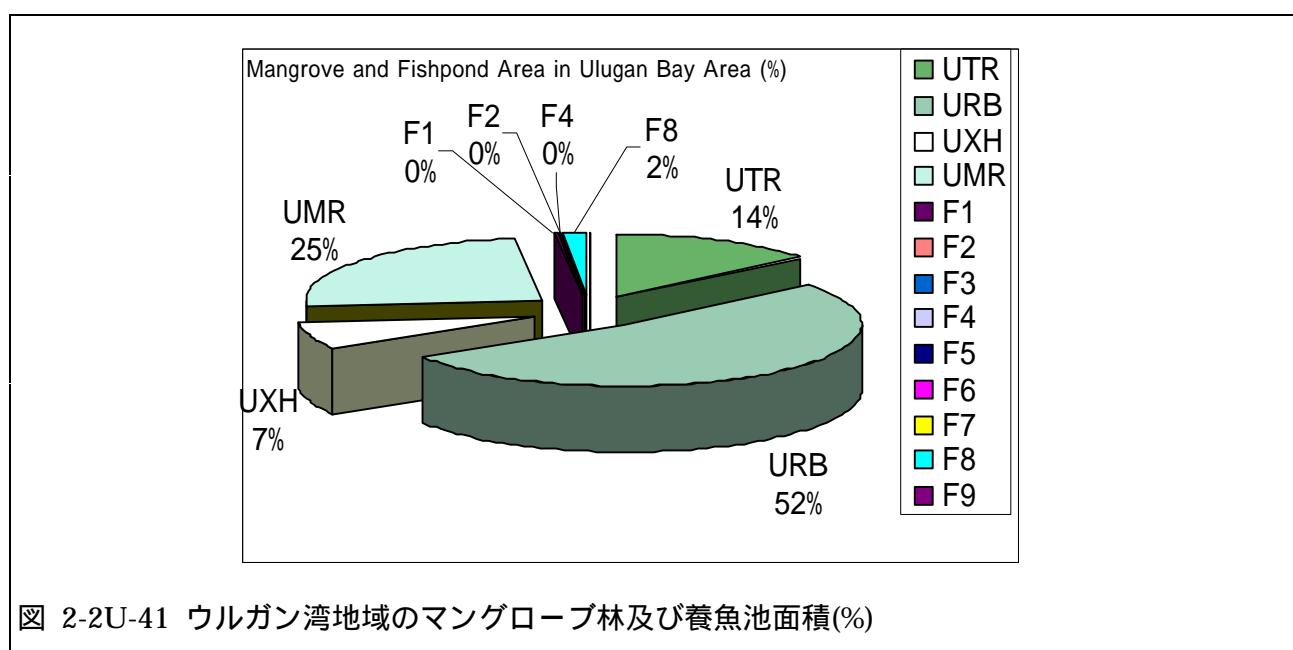 Mangrove and Fishpond Area in Ulugan Bay Area (%)
F1
0%
F2
0%
F4
0%
F8
2%
UTR
14%
UMR
25%
UXH
7%
URB
52%
UTR
URB
UXH
UMR
F1
F2
F3
F4
F5
F6
F7
F8
F9
図 2-2U-41 ウルガン湾地域のマングローブ林及び養魚池面積(%)